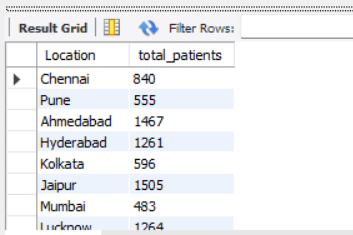 Result Grid Filter Rows:
Location total_patients
Chennai 840
Pune 555
Ahmedabad 1467
Hyderabad 1261
Kolkata 596
Jaipur 1505
Mumbai 483
Lucknow 1264